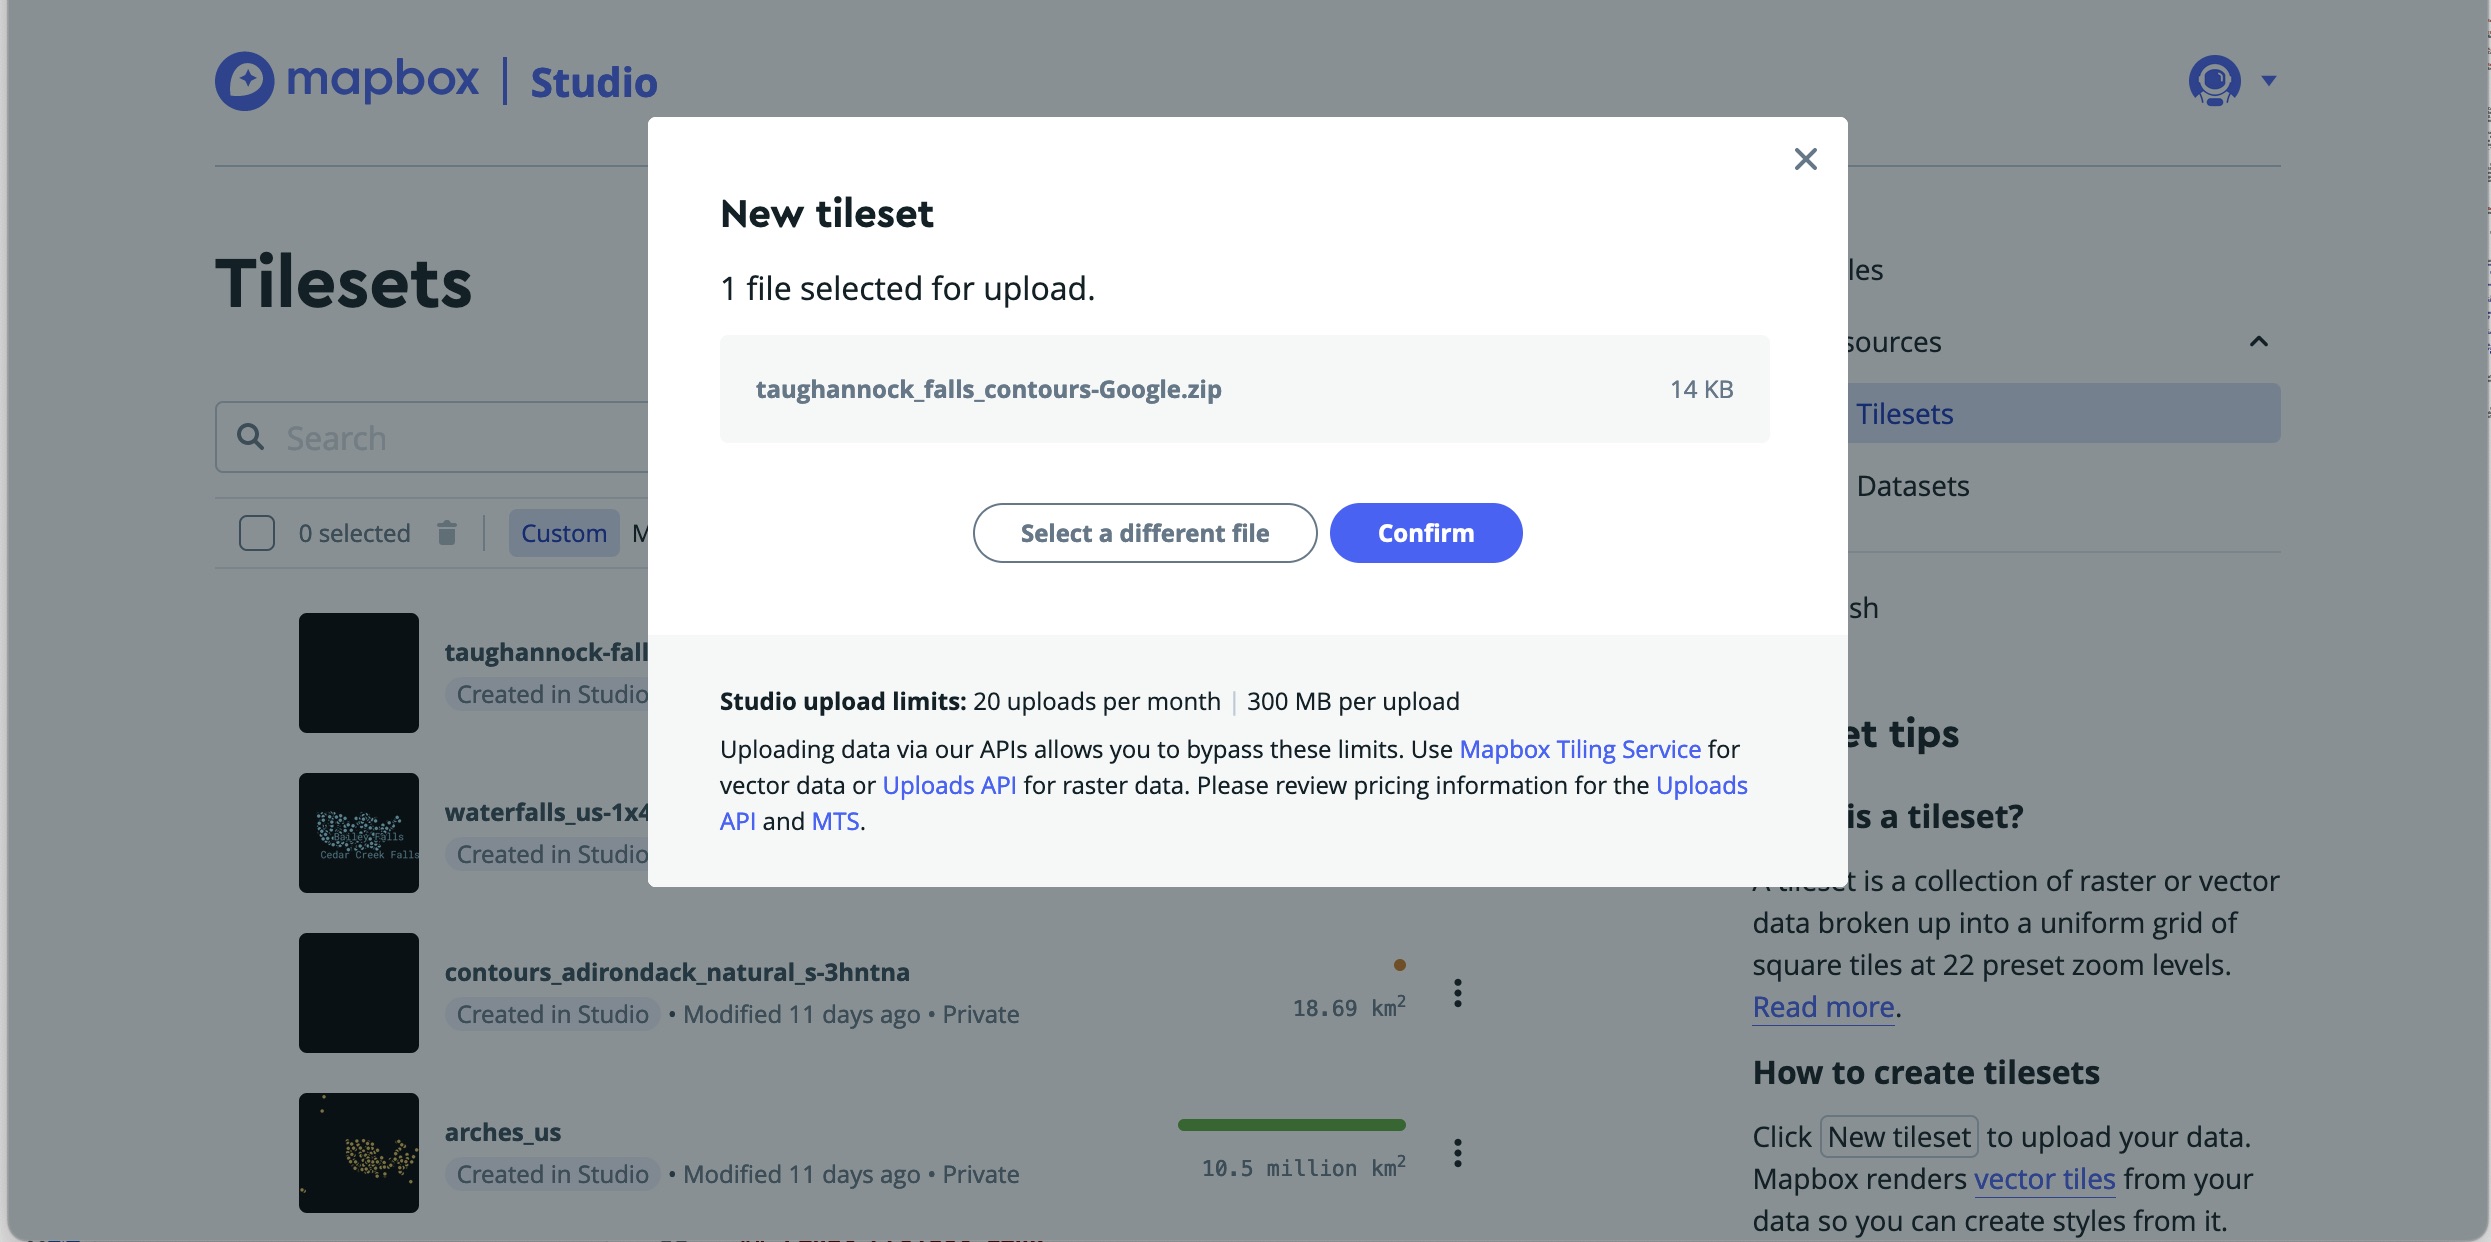 mapbox | Studio
New tileset
1 file selected for upload.
taughannock_falls_contours-Google.zip 14 KB
Select a different file Confirm
Studio upload limits: 20 uploads per month | 300 MB per upload
Uploading data via our APIs allows you to bypass these limits. Use Mapbox Tiling Service for
vector data or Uploads API for raster data. Please review pricing information for the Uploads
API and MTS.
Tilesets
Search
0 selected Custom M
taughannock-fall
Created in Studio
waterfalls_us-1x4
Created in Studio
Bailey Falls
Cedar Creek Falls
contours_adirondack_natural_s-3hntna
Created in Studio • Modified 11 days ago • Private
18.69 km²
arches_us
Created in Studio • Modified 11 days ago • Private
10.5 million km²
les
sources
Tilesets
Datasets
sh
et tips
is a tileset?
A tileset is a collection of raster or vector
data broken up into a uniform grid of
square tiles at 22 preset zoom levels.
Read more.
How to create tilesets
Click New tileset to upload your data.
Mapbox renders vector tiles from your
data so you can create styles from it.